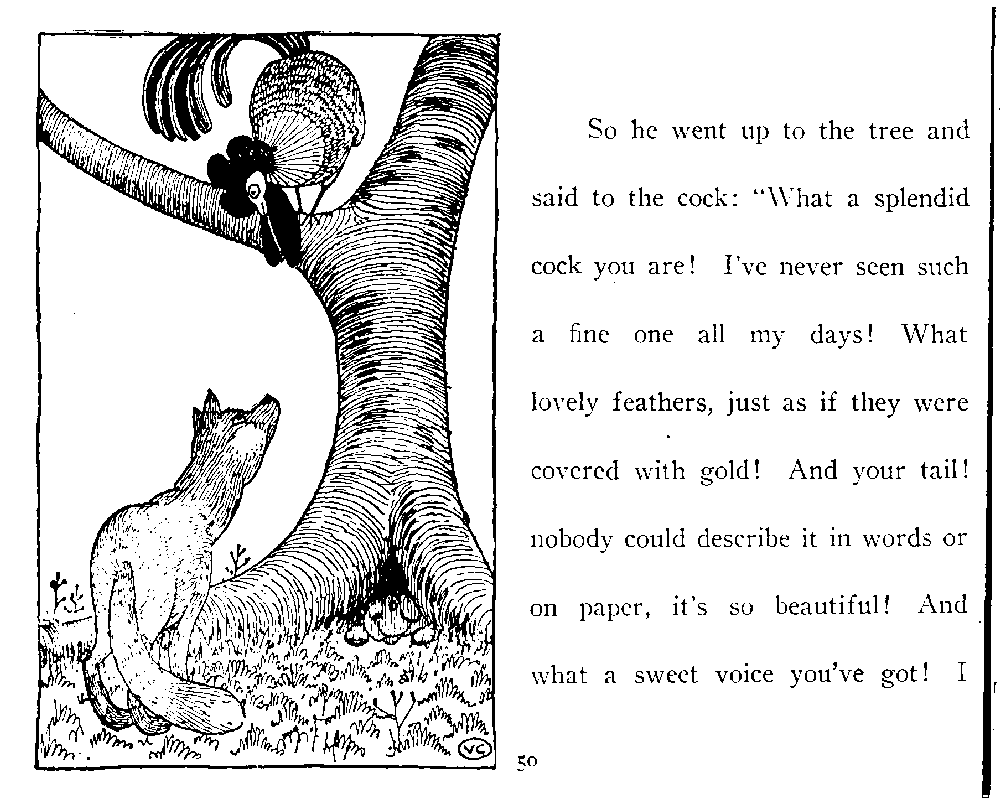 So he went up to the tree and
said to the cock: "What a splendid
cock you are! I've never seen such
a fine one all my days! What
lovely feathers, just as if they were
covered with gold! And your tail!
nobody could describe it in words or
on paper, it's so beautiful! And
what a sweet voice you've got! I
VC
50